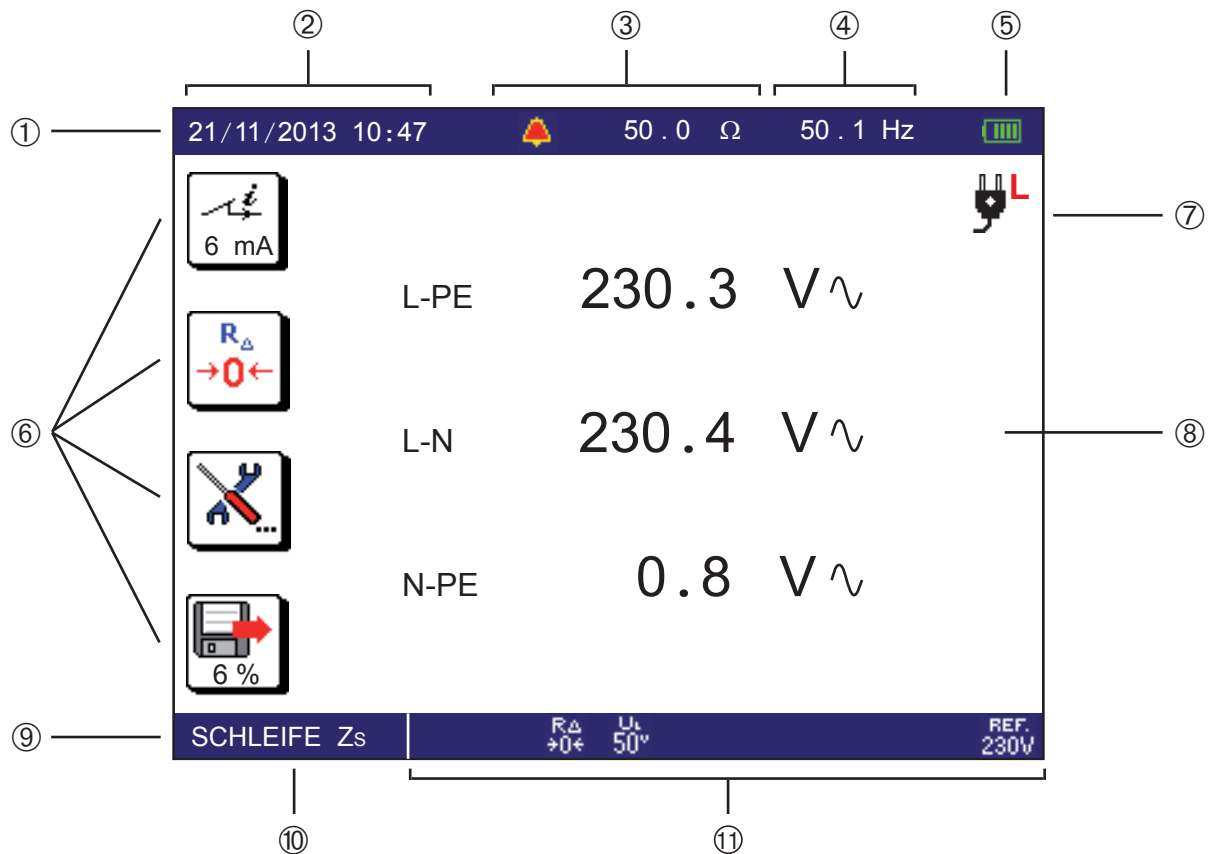 ② ③ ④ ⑤
① 21/11/2013 10:47 50.0 Ω 50.1 Hz
i
6 mA
L ⑦
L-PE 230.3 V
RΔ
→0←
⑥ L-N 230.4 V ⑧
...
N-PE 0.8 V
6 %
⑨ SCHLEIFE Zs RΔ →0← UL 50V REF. 230V
⑩ ⑪